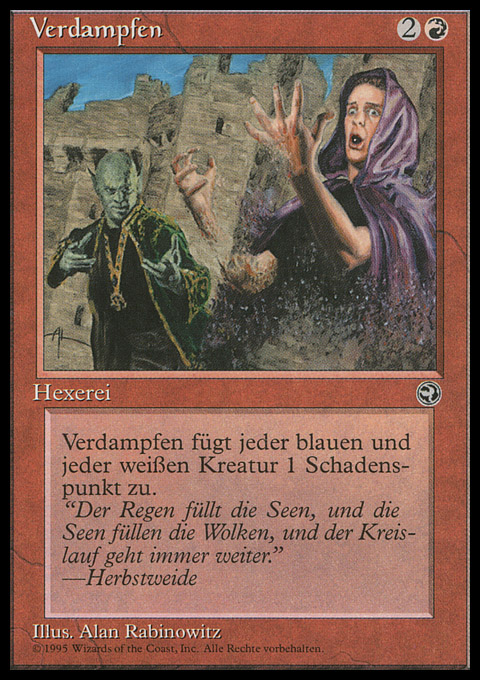 Verdampfen 2
Hexerei
Verdampfen fügt jeder blauen und
jeder weißen Kreatur 1 Schadens-
punkt zu.
“Der Regen füllt die Seen, und die
Seen füllen die Wolken, und der Kreis-
lauf geht immer weiter.”
—Herbstweide
Illus. Alan Rabinowitz
©1995 Wizards of the Coast, Inc. Alle Rechte vorbehalten.